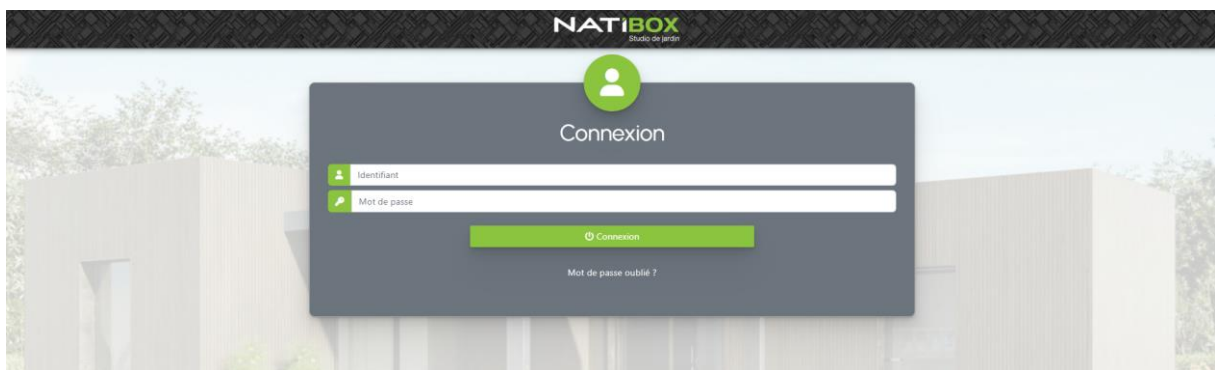 NATIBOX
Studio de jardin
Connexion
Identifiant
Mot de passe
Connexion
Mot de passe oublié ?